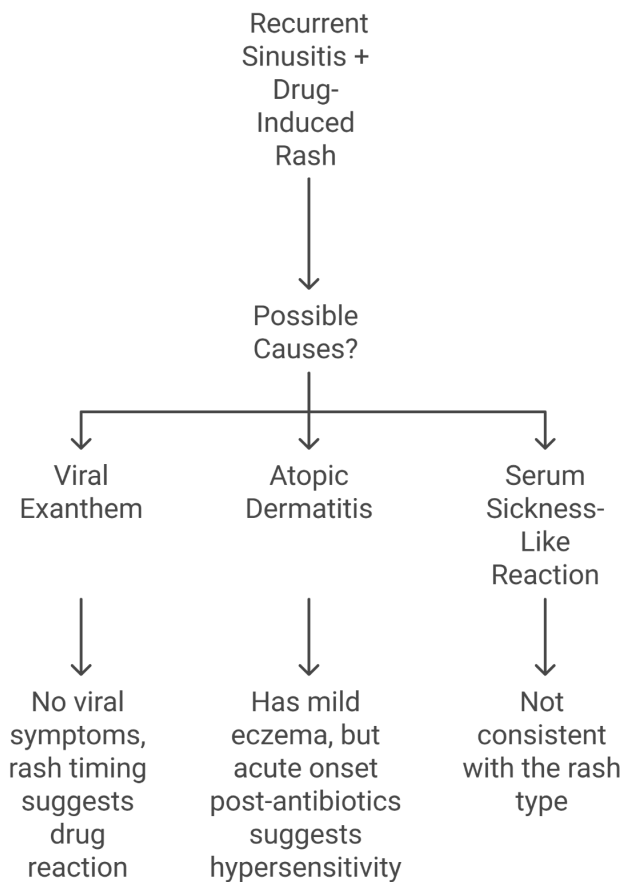 Recurrent
Sinusitis +
Drug-
Induced
Rash
Possible
Causes?
Viral
Exanthem
Atopic
Dermatitis
Serum
Sickness-
Like
Reaction
No viral
symptoms,
rash timing
suggests
drug
reaction
Has mild
eczema, but
acute onset
post-antibiotics
suggests
hypersensitivity
Not
consistent
with the rash
type